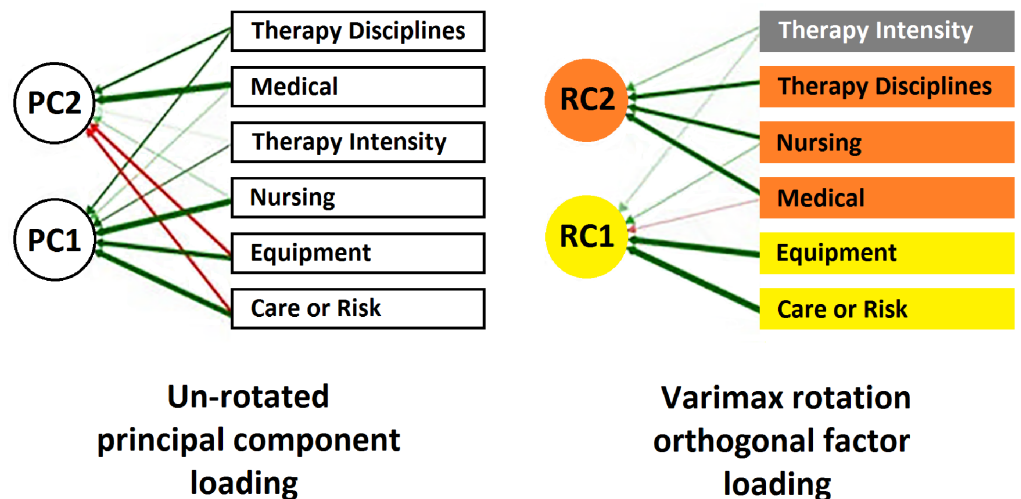 Therapy Disciplines
PC2
Medical
Therapy Intensity
Nursing
PC1
Equipment
Care or Risk
Un-rotated
principal component
loading
Therapy Intensity
RC2
Therapy Disciplines
Nursing
Medical
RC1
Equipment
Care or Risk
Varimax rotation
orthogonal factor
loading